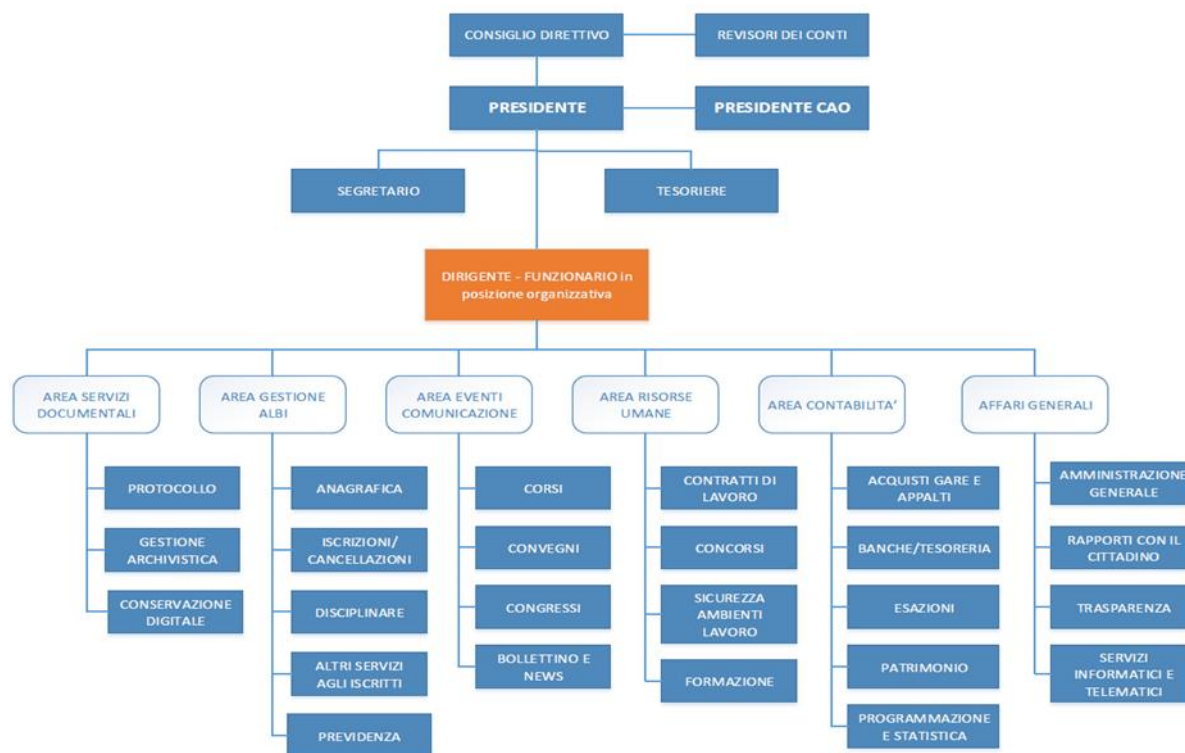 CONSIGLIO DIRETTIVO
REVISORI DEI CONTI
PRESIDENTE
PRESIDENTE CAO
SEGRETARIO
TESORIERE
DIRIGENTE - FUNZIONARIO in
posizione organizzativa
AREA SERVIZI
DOCUMENTALI
AREA GESTIONE
ALBI
AREA EVENTI
COMUNICAZIONE
AREA RISORSE
UMANE
AREA CONTABILITA'
AFFARI GENERALI
PROTOCOLLO
GESTIONE
ARCHIVISTICA
CONSERVAZIONE
DIGITALE
ANAGRAFICA
ISCRIZIONI/
CANCELLAZIONI
DISCIPLINARE
ALTRI SERVIZI
AGLI ISCRITTI
PREVIDENZA
CORSI
CONVEGNI
CONGRESSI
BOLLETTINO E
NEWS
CONTRATTI DI
LAVORO
CONCORSI
SICUREZZA
AMBIENTI
LAVORO
FORMAZIONE
ACQUISTI GARE E
APPALTI
BANCHE/TESORERIA
ESAZIONI
PATRIMONIO
PROGRAMMAZIONE
E STATISTICA
AMMINISTRAZIONE
GENERALE
RAPPORTI CON IL
CITTADINO
TRASPARENZA
SERVIZI
INFORMATICI E
TELEMATICI